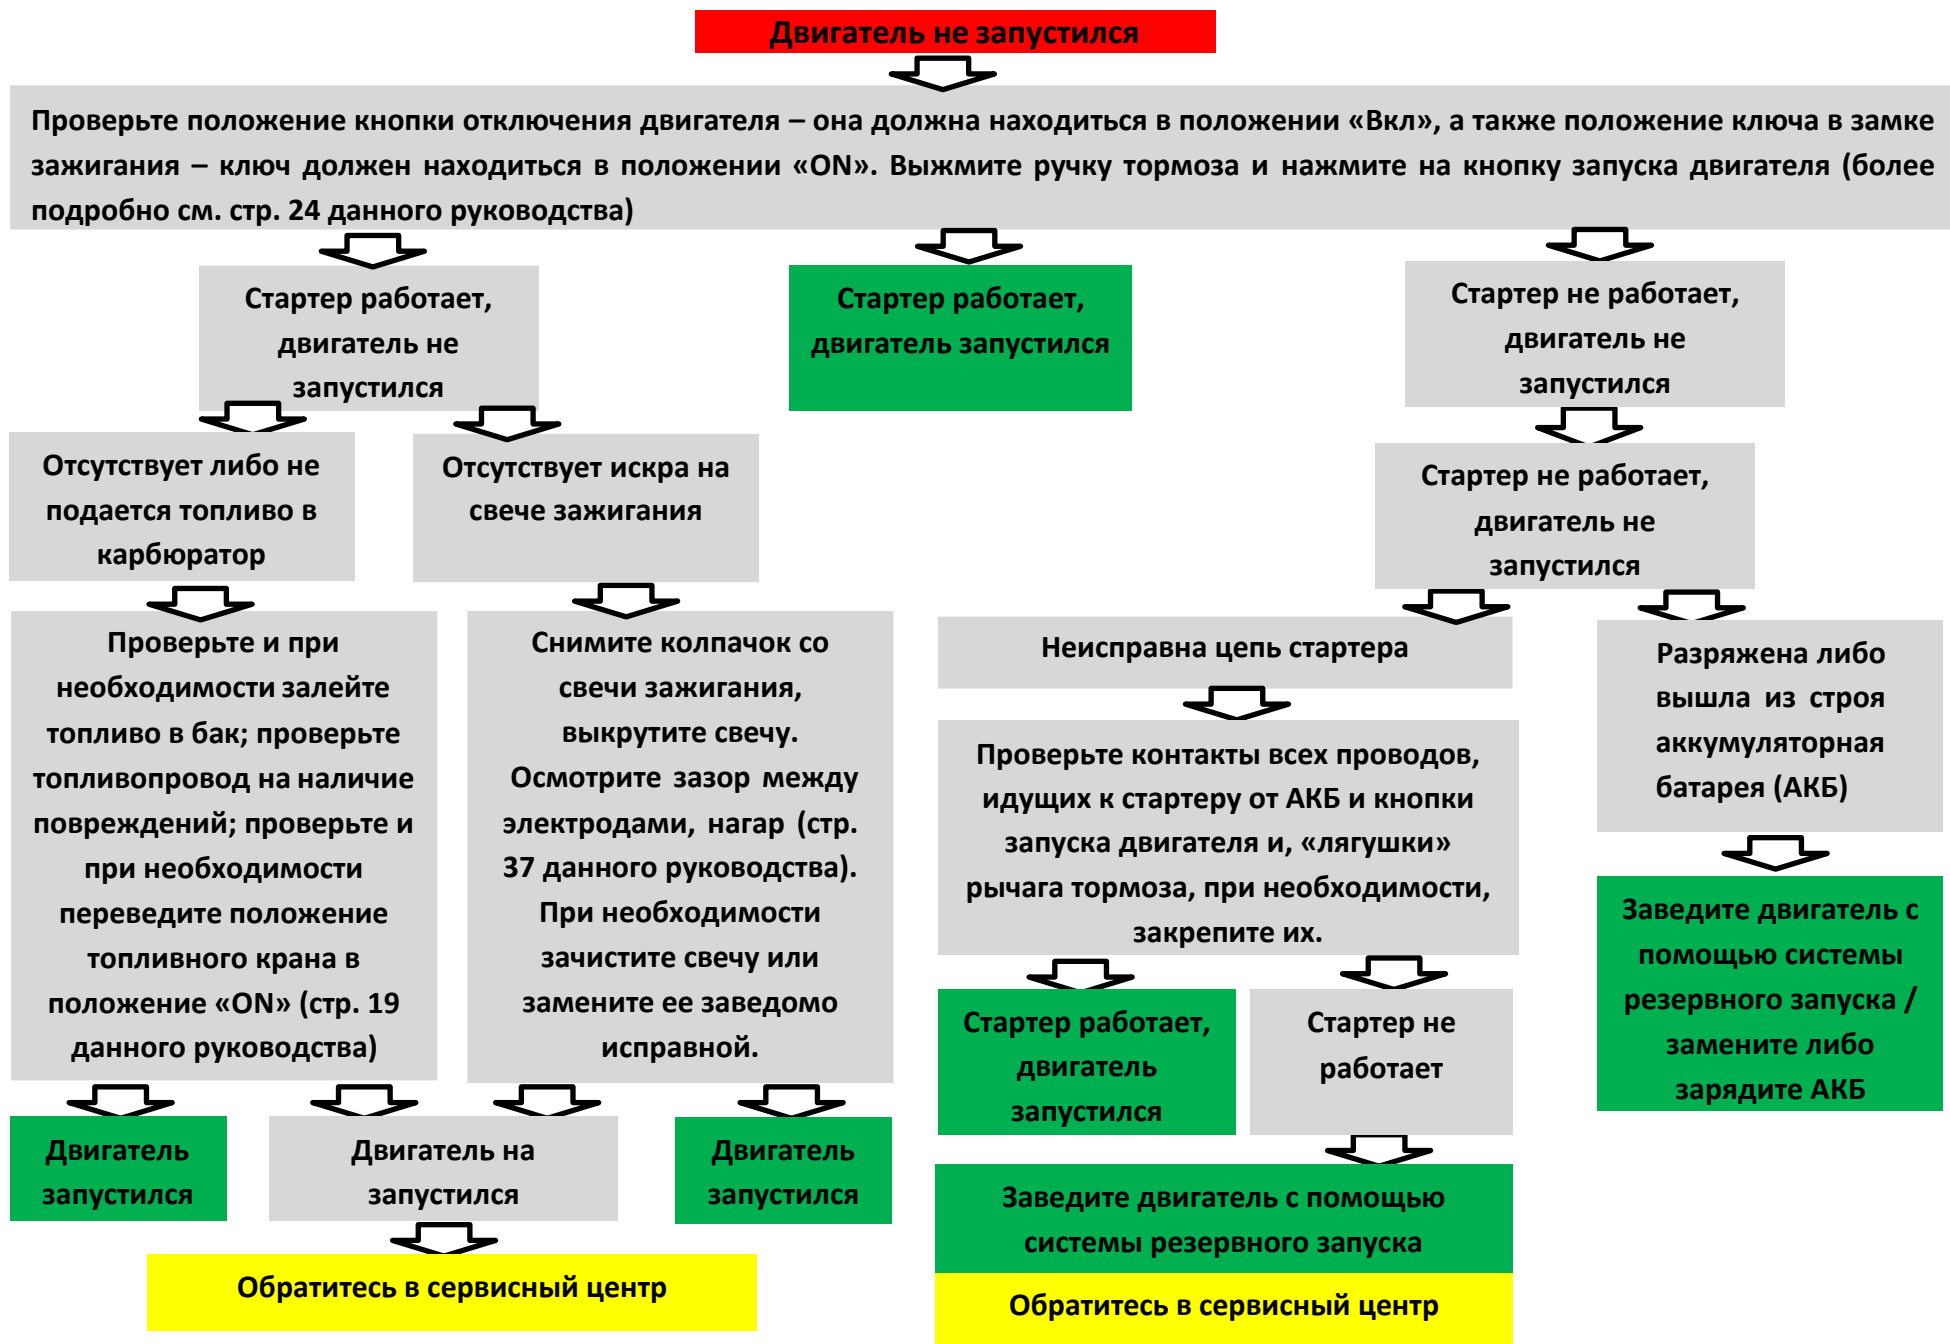 Двигатель не запустился
Проверьте положение кнопки отключения двигателя – она должна находиться в положении «Вкл», а также положение ключа в замке
зажигания – ключ должен находиться в положении «ON». Выжмите ручку тормоза и нажмите на кнопку запуска двигателя (более
подробно см. стр. 24 данного руководства)
Стартер работает,
двигатель не
запустился
Стартер работает,
двигатель запустился
Стартер не работает,
двигатель не
запустился
Отсутствует либо не
подается топливо в
карбюратор
Отсутствует искра на
свече зажигания
Стартер не работает,
двигатель не
запустился
Проверьте и при
необходимости залейте
топливо в бак; проверьте
топливопровод на наличие
повреждений; проверьте и
при необходимости
переведите положение
топливного крана в
положение «ON» (стр. 19
данного руководства)
Снимите колпачок со
свечи зажигания,
выкрутите свечу.
Осмотрите зазор между
электродами, нагар (стр.
37 данного руководства).
При необходимости
зачистите свечу или
замените ее заведомо
исправной.
Неисправна цепь стартера
Разряжена либо
вышла из строя
аккумуляторная
батарея (АКБ)
Проверьте контакты всех проводов,
идущих к стартеру от АКБ и кнопки
запуска двигателя и, «лягушки»
рычага тормоза, при необходимости,
закрепите их.
Заведите двигатель с
помощью системы
резервного запуска /
замените либо
зарядите АКБ
Стартер работает,
двигатель
запустился
Стартер не
работает
Двигатель
запустился
Двигатель на
запустился
Двигатель
запустился
Заведите двигатель с помощью
системы резервного запуска
Обратитесь в сервисный центр
Обратитесь в сервисный центр